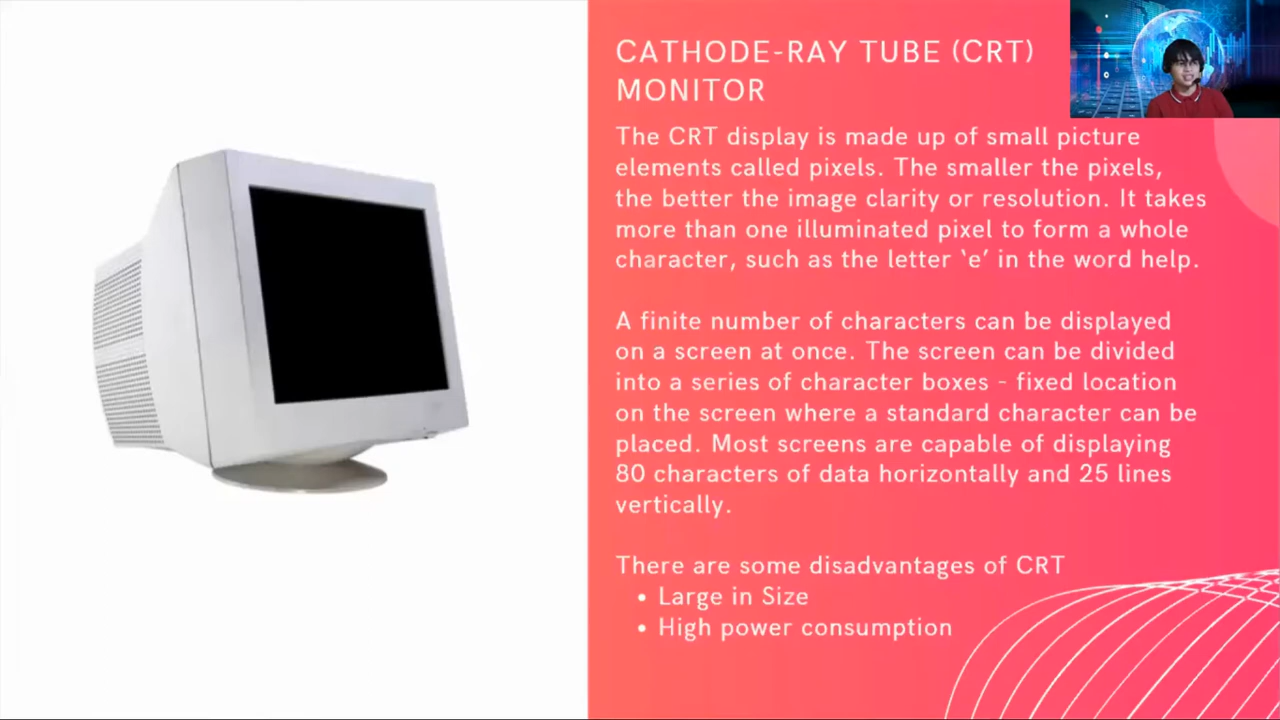 CATHODE-RAY TUBE (CRT)
MONITOR
The CRT display is made up of small picture
elements called pixels. The smaller the pixels,
the better the image clarity or resolution. It takes
more than one illuminated pixel to form a whole
character, such as the letter ‘e’ in the word help.
A finite number of characters can be displayed
on a screen at once. The screen can be divided
into a series of character boxes - fixed location
on the screen where a standard character can be
placed. Most screens are capable of displaying
80 characters of data horizontally and 25 lines
vertically.
There are some disadvantages of CRT
• Large in Size
• High power consumption